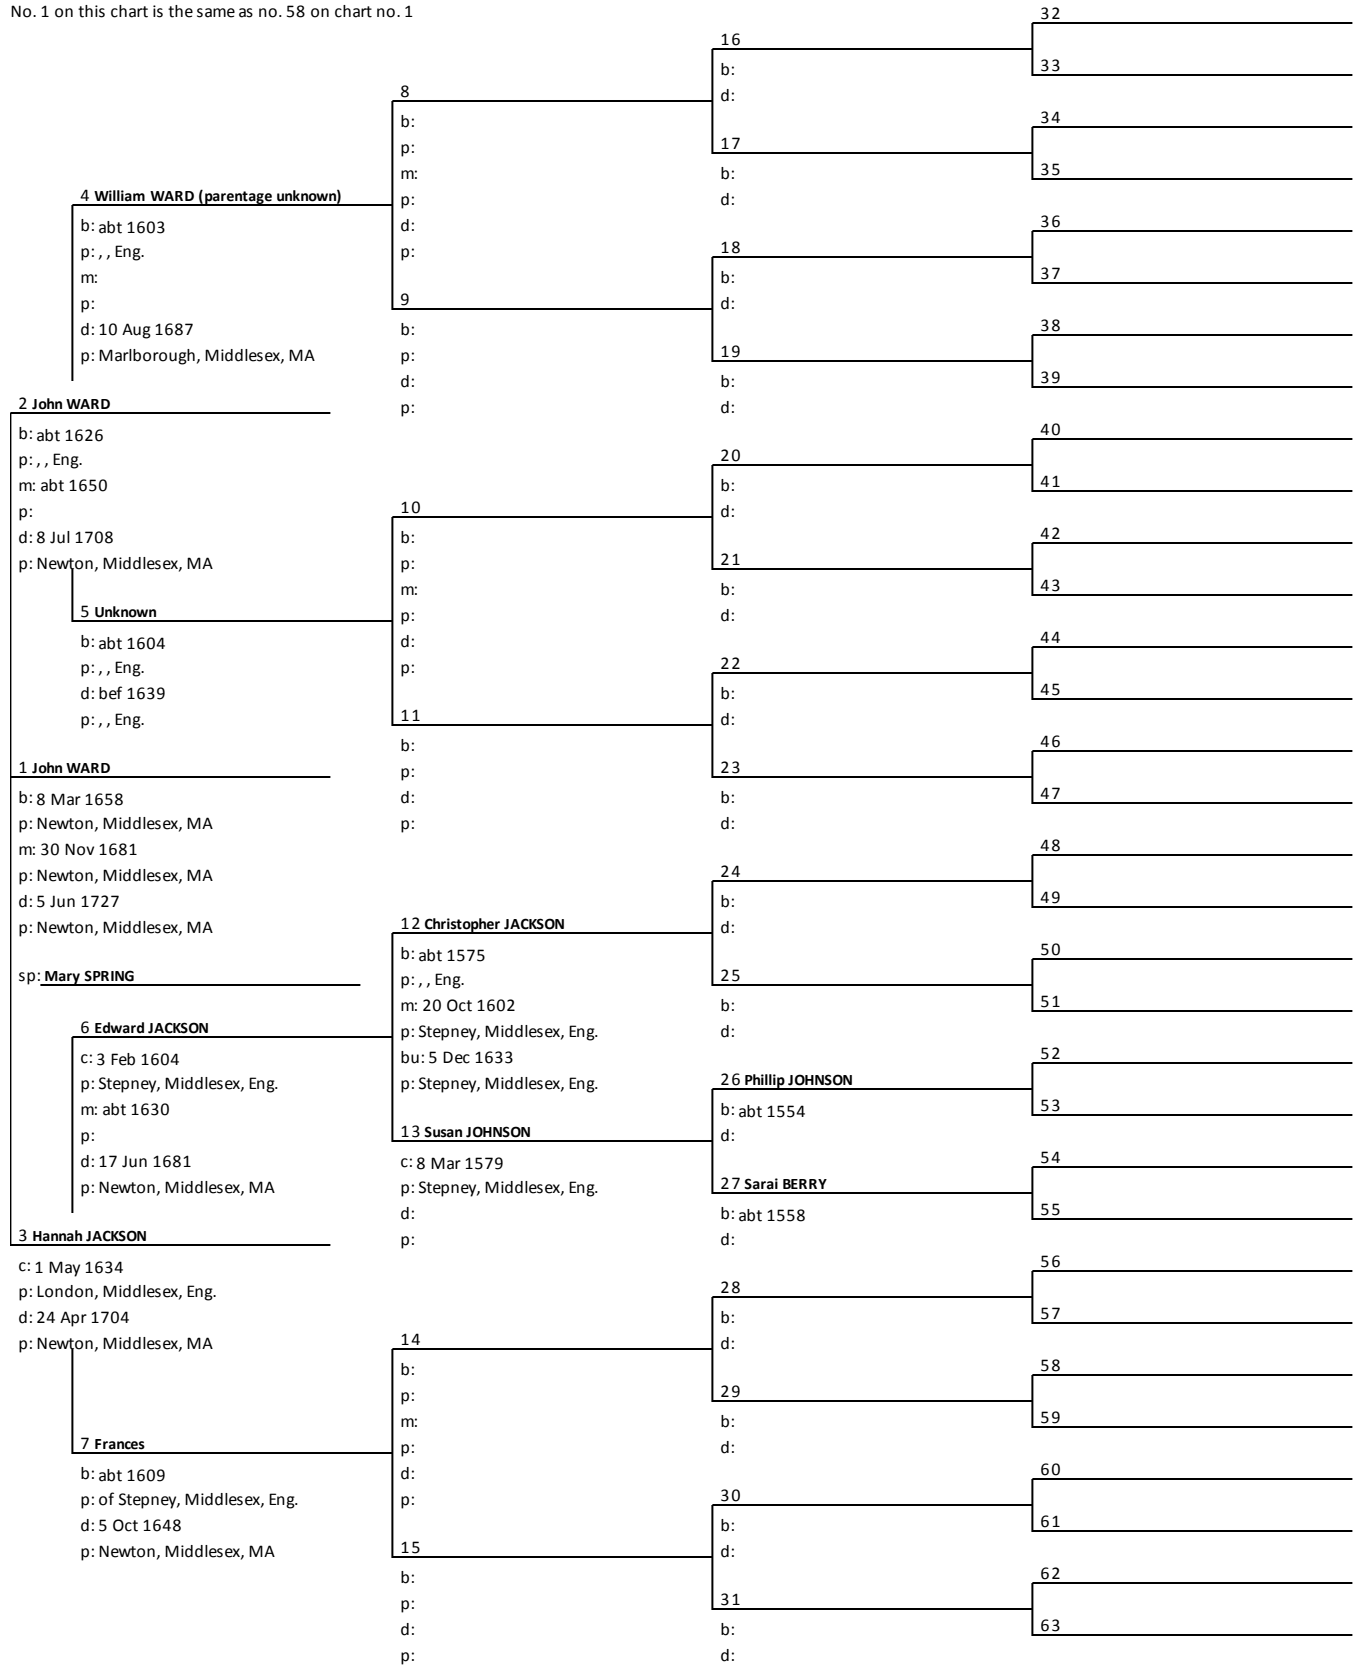 No. 1 on this chart is the same as no. 58 on chart no. 1
1 John WARD
b: 8 Mar 1658
p: Newton, Middlesex, MA
m: 30 Nov 1681
p: Newton, Middlesex, MA
d: 5 Jun 1727
p: Newton, Middlesex, MA
sp: Mary SPRING
2 John WARD
b: abt 1626
p: , , Eng.
m: abt 1650
p:
d: 8 Jul 1708
p: Newton, Middlesex, MA
3 Hannah JACKSON
c: 1 May 1634
p: London, Middlesex, Eng.
d: 24 Apr 1704
p: Newton, Middlesex, MA
4 William WARD (parentage unknown)
b: abt 1603
p: , , Eng.
m:
p:
d: 10 Aug 1687
p: Marlborough, Middlesex, MA
5 Unknown
b: abt 1604
p: , , Eng.
d: bef 1639
p: , , Eng.
6 Edward JACKSON
c: 3 Feb 1604
p: Stepney, Middlesex, Eng.
m: abt 1630
p:
d: 17 Jun 1681
p: Newton, Middlesex, MA
7 Frances
b: abt 1609
p: of Stepney, Middlesex, Eng.
d: 5 Oct 1648
p: Newton, Middlesex, MA
8
b:
p:
m:
p:
d:
p:
9
b:
p:
d:
p:
10
b:
p:
m:
p:
d:
p:
11
b:
p:
d:
p:
12 Christopher JACKSON
b: abt 1575
p: , , Eng.
m: 20 Oct 1602
p: Stepney, Middlesex, Eng.
bu: 5 Dec 1633
p: Stepney, Middlesex, Eng.
13 Susan JOHNSON
c: 8 Mar 1579
p: Stepney, Middlesex, Eng.
d:
p:
14
b:
p:
m:
p:
d:
p:
15
b:
p:
d:
p:
16
b:
d:
17
b:
d:
18
b:
d:
19
b:
d:
20
b:
d:
21
b:
d:
22
b:
d:
23
b:
d:
24
b:
d:
25
b:
d:
26 Phillip JOHNSON
b: abt 1554
d:
27 Sarai BERRY
b: abt 1558
d:
28
b:
d:
29
b:
d:
30
b:
d:
31
b:
d:
32
33
34
35
36
37
38
39
40
41
42
43
44
45
46
47
48
49
50
51
52
53
54
55
56
57
58
59
60
61
62
63